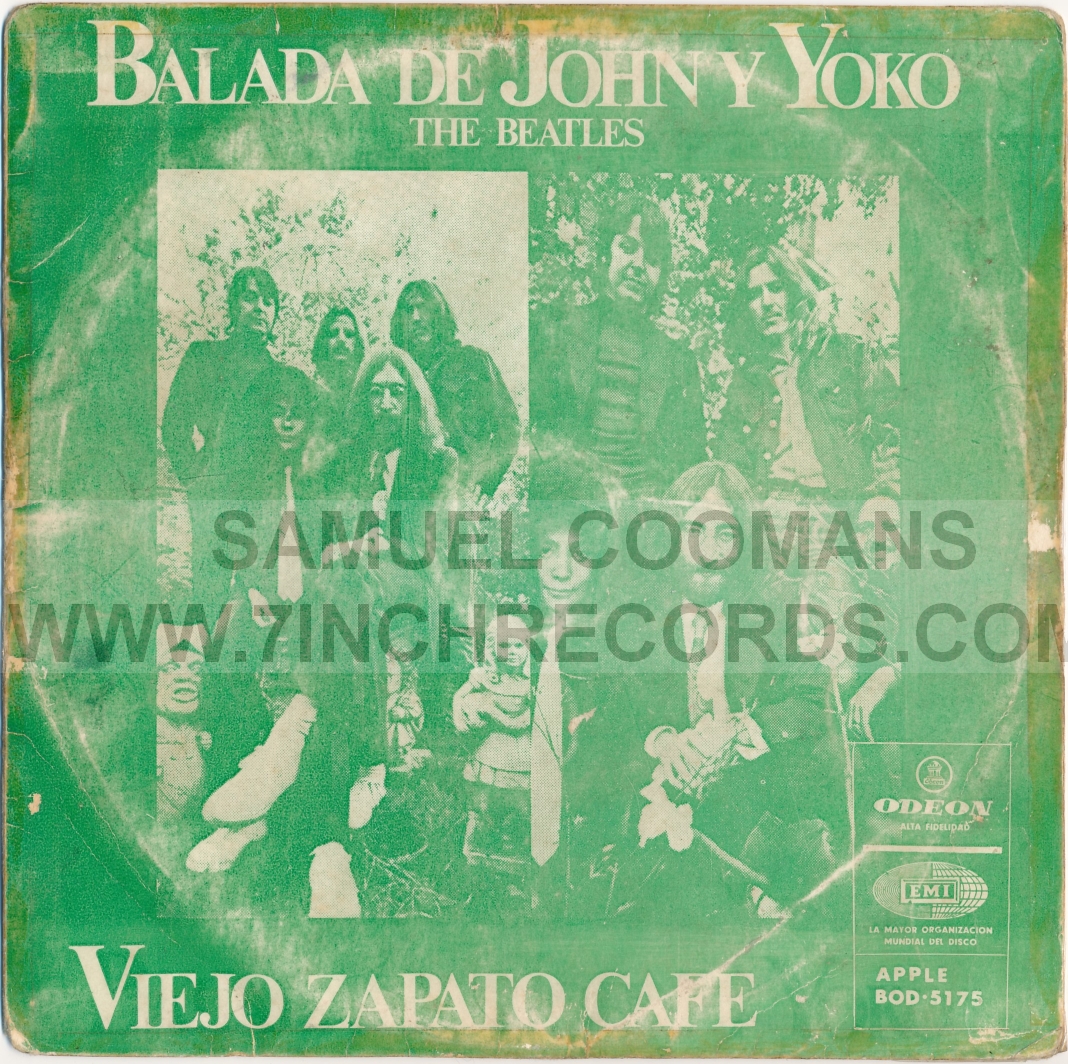 BALADA DE JOHN Y YOKO
THE BEATLES
SAMUEL COOMANS
WWW.7INCHRECORDS.COM
ODEON
ALTA FIDELIDAD
EMI
LA MAYOR ORGANIZACION
MUNDIAL DEL DISCO
APPLE
BOD·5175
VIEJO ZAPATO CAFE